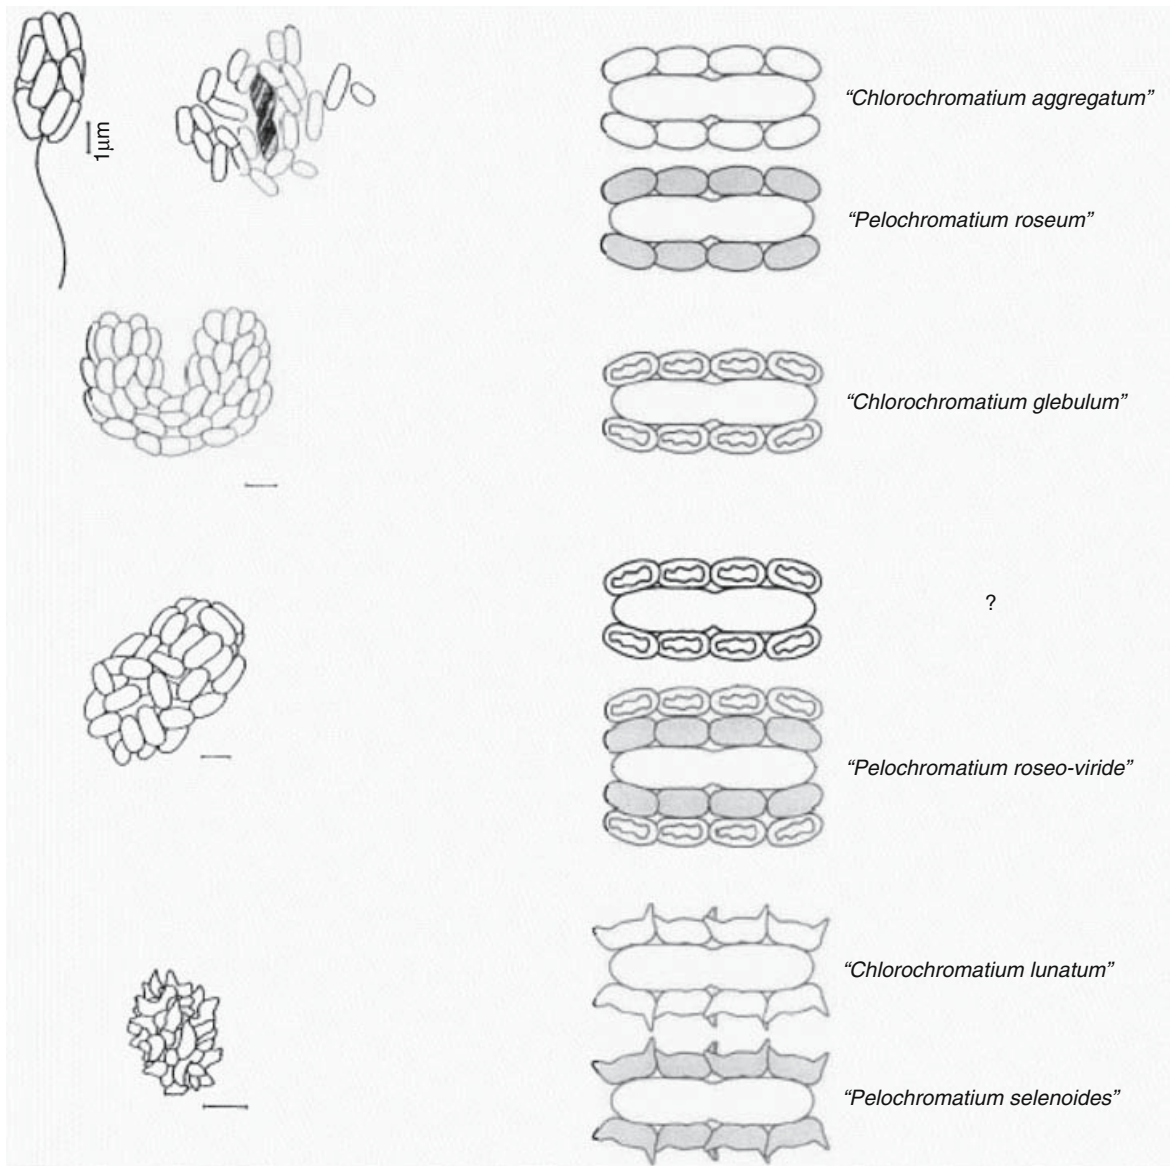 1μm
“Chlorochromatium aggregatum”
“Pelochromatium roseum”
“Chlorochromatium glebulum”
?
“Pelochromatium roseo-viride”
“Chlorochromatium lunatum”
“Pelochromatium selenoides”